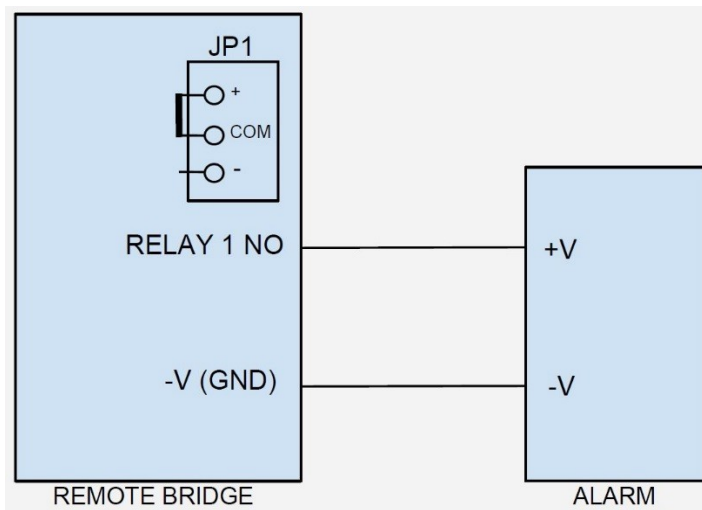 JP1
+
COM
-
RELAY 1 NO
+V
-V (GND)
-V
REMOTE BRIDGE
ALARM